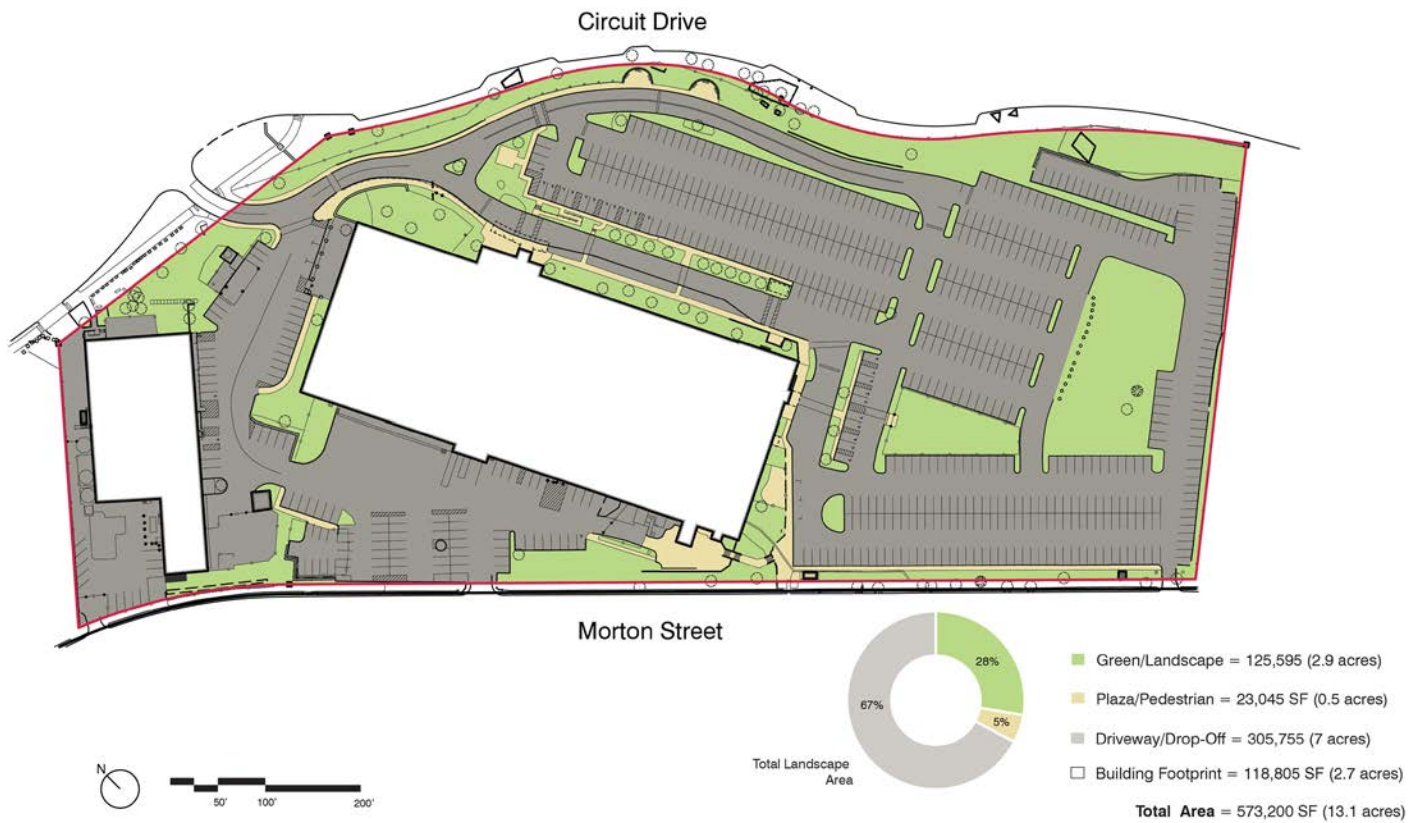 Circuit Drive
Morton Street
28%
67%
5%
Total Landscape
Area
Green/Landscape = 125,595 (2.9 acres)
Plaza/Pedestrian = 23,045 SF (0.5 acres)
Driveway/Drop-Off = 305,755 (7 acres)
Building Footprint = 118,805 SF (2.7 acres)
Total Area = 573,200 SF (13.1 acres)
N
50' 100' 200'